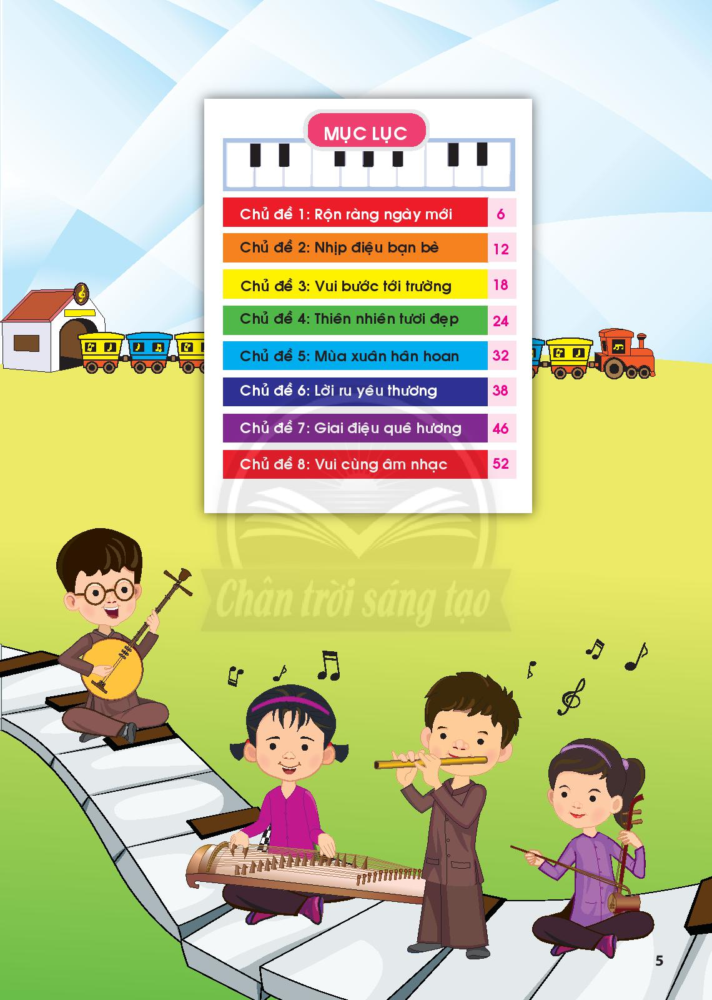 MỤC LỤC
Chủ đề 1: Rộn ràng ngày mới 6
Chủ đề 2: Nhịp điệu bạn bè 12
Chủ đề 3: Vui bước tới trường 18
Chủ đề 4: Thiên nhiên tươi đẹp 24
Chủ đề 5: Mùa xuân hân hoan 32
Chủ đề 6: Lời ru yêu thương 38
Chủ đề 7: Giai điệu quê hương 46
Chủ đề 8: Vui cùng âm nhạc 52
Chân trời sáng tạo
5